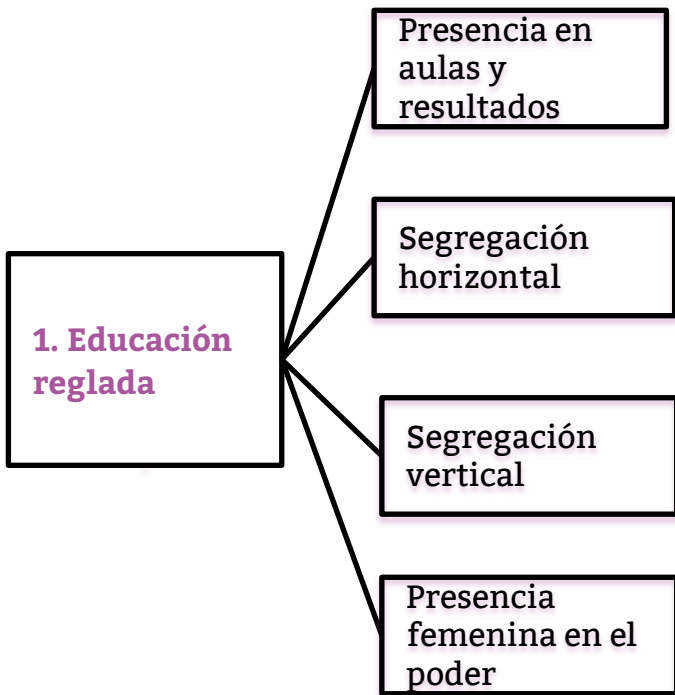 Presencia en
aulas y
resultados
Segregación
horizontal
1. Educación
reglada
Segregación
vertical
Presencia
femenina en el
poder